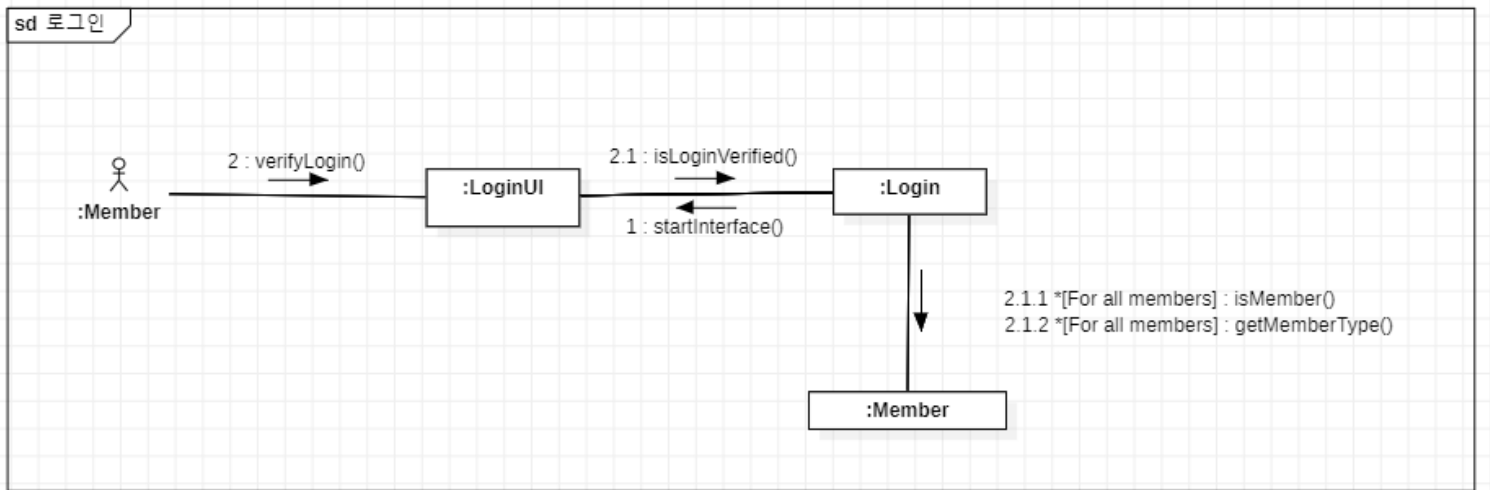 sd 로그인
2 : verifyLogin()
2.1 : isLoginVerified()
:Member
:LoginUI
:Login
1 : startInterface()
2.1.1 *[For all members] : isMember()
2.1.2 *[For all members] : getMemberType()
:Member